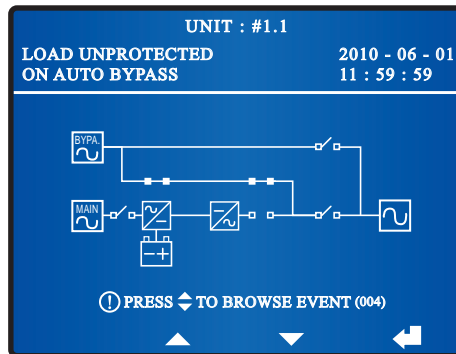 UNIT : #1.1
LOAD UNPROTECTED
2010 - 06 - 01
ON AUTO BYPASS
11 : 59 : 59
BYPA.
MAIN
PRESS TO BROWSE EVENT (004)